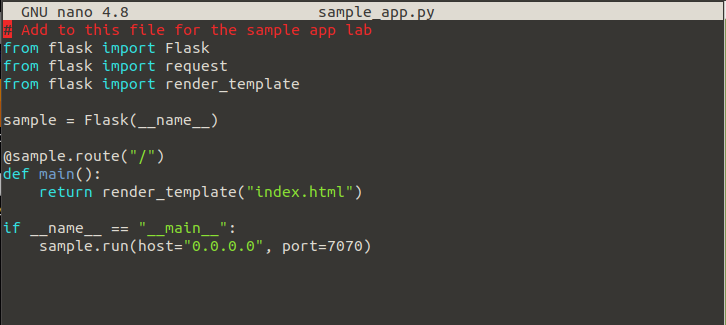 GNU nano 4.8 sample_app.py
# Add to this file for the sample app lab
from flask import Flask
from flask import request
from flask import render_template
sample = Flask(__name__)
@sample.route("/")
def main():
    return render_template("index.html")
if __name__ == "__main__":
    sample.run(host="0.0.0.0", port=7070)